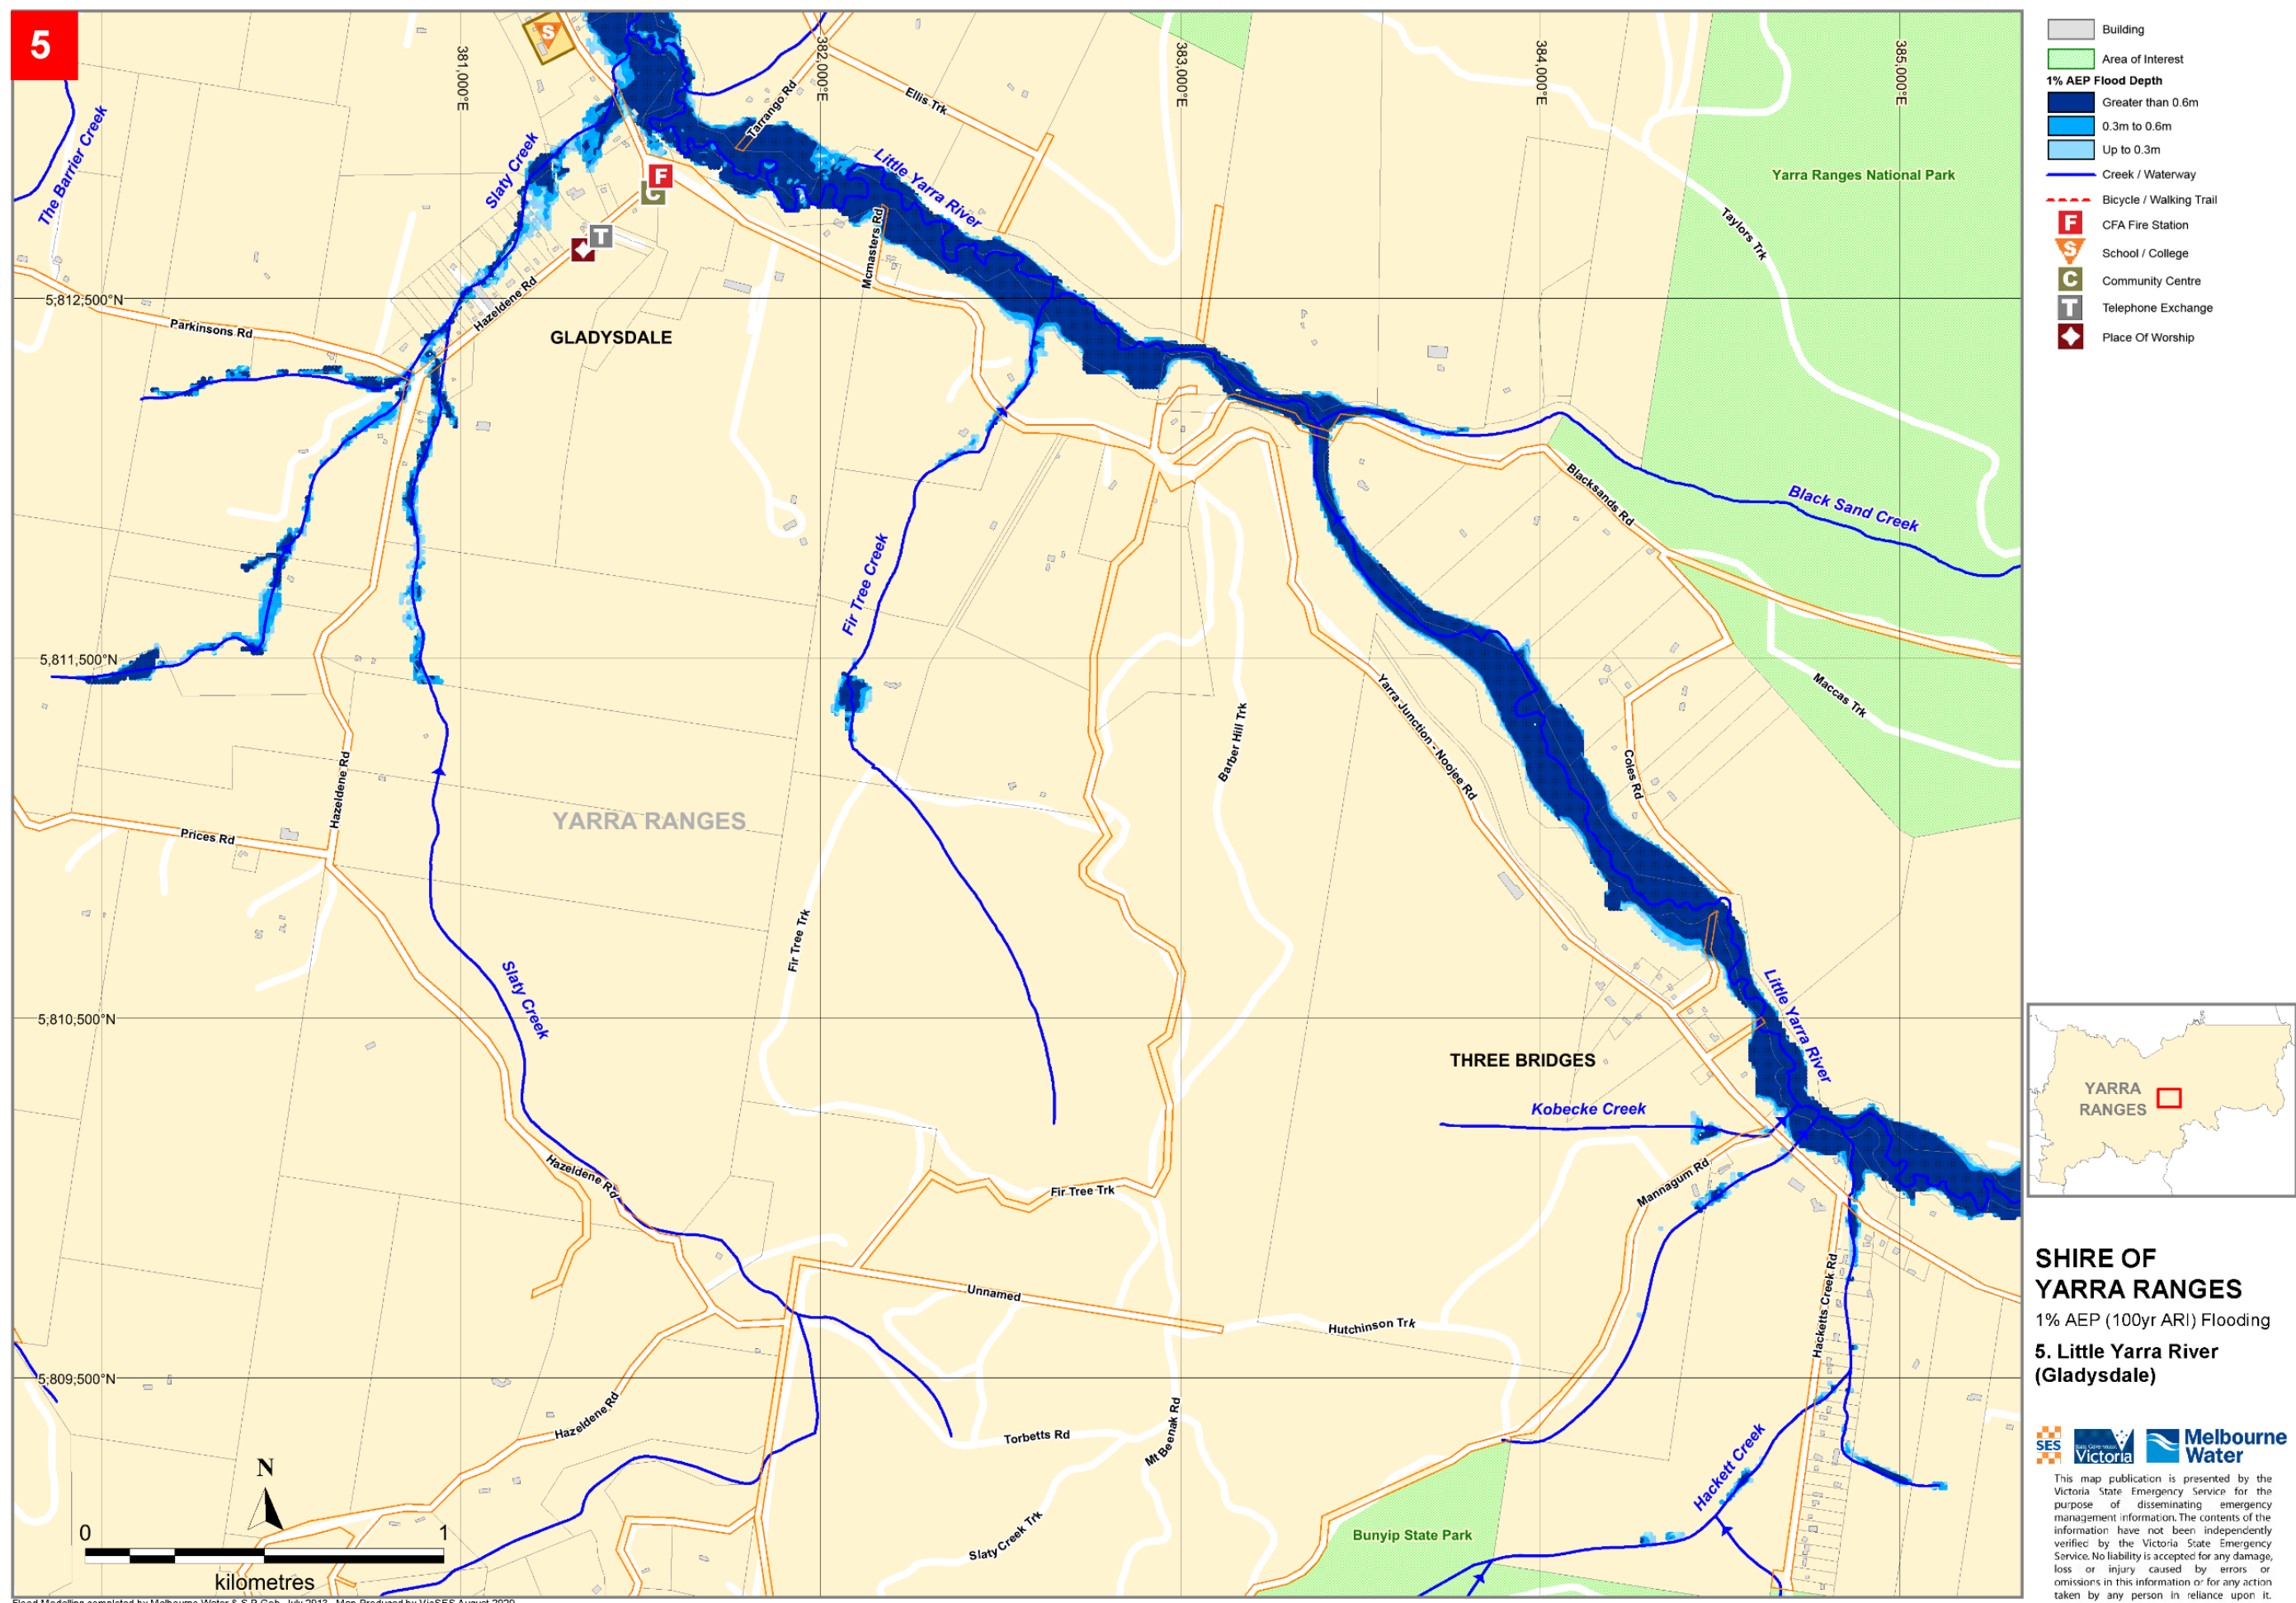 5
S
381,000°E
382,000°E
383,000°E
384,000°E
385,000°E
The Barrier Creek
Slaty Creek
Tarrango Rd
Ellis Trk
Little Yarra River
Yarra Ranges National Park
Taylors Trk
F
C
T
Mcmasters Rd
Hazeldene Rd
5,812,500°N
Parkinsons Rd
GLADYSDALE
Blacksands Rd
Black Sand Creek
Fir Tree Creek
5,811,500°N
Yarra Junction - Noojee Rd
Barber Hill Trk
Maccas Trk
Coles Rd
Hazeldene Rd
YARRA RANGES
Prices Rd
Fir Tree Trk
Slaty Creek
Little Yarra River
5,810,500°N
THREE BRIDGES
Kobecke Creek
Hazeldene Rd
Fir Tree Trk
Mannagum Rd
Unnamed
Hutchinson Trk
Hacketts Creek Rd
5,809,500°N
Hazeldene Rd
Torbetts Rd
Mt Beenak Rd
Hackett Creek
Slaty Creek Trk
Bunyip State Park
N
0 1
kilometres
Building
Area of Interest
1% AEP Flood Depth
Greater than 0.6m
0.3m to 0.6m
Up to 0.3m
Creek / Waterway
Bicycle / Walking Trail
F CFA Fire Station
S School / College
C Community Centre
T Telephone Exchange
Place Of Worship
YARRA
RANGES
SHIRE OF
YARRA RANGES
1% AEP (100yr ARI) Flooding
5. Little Yarra River
(Gladysdale)
SES
Victoria
Melbourne
Water
This map publication is presented by the
Victoria State Emergency Service for the
purpose of disseminating emergency
management information. The contents of the
information have not been independently
verified by the Victoria State Emergency
Service. No liability is accepted for any damage,
loss or injury caused by errors or
omissions in this information or for any action
taken by any person in reliance upon it.